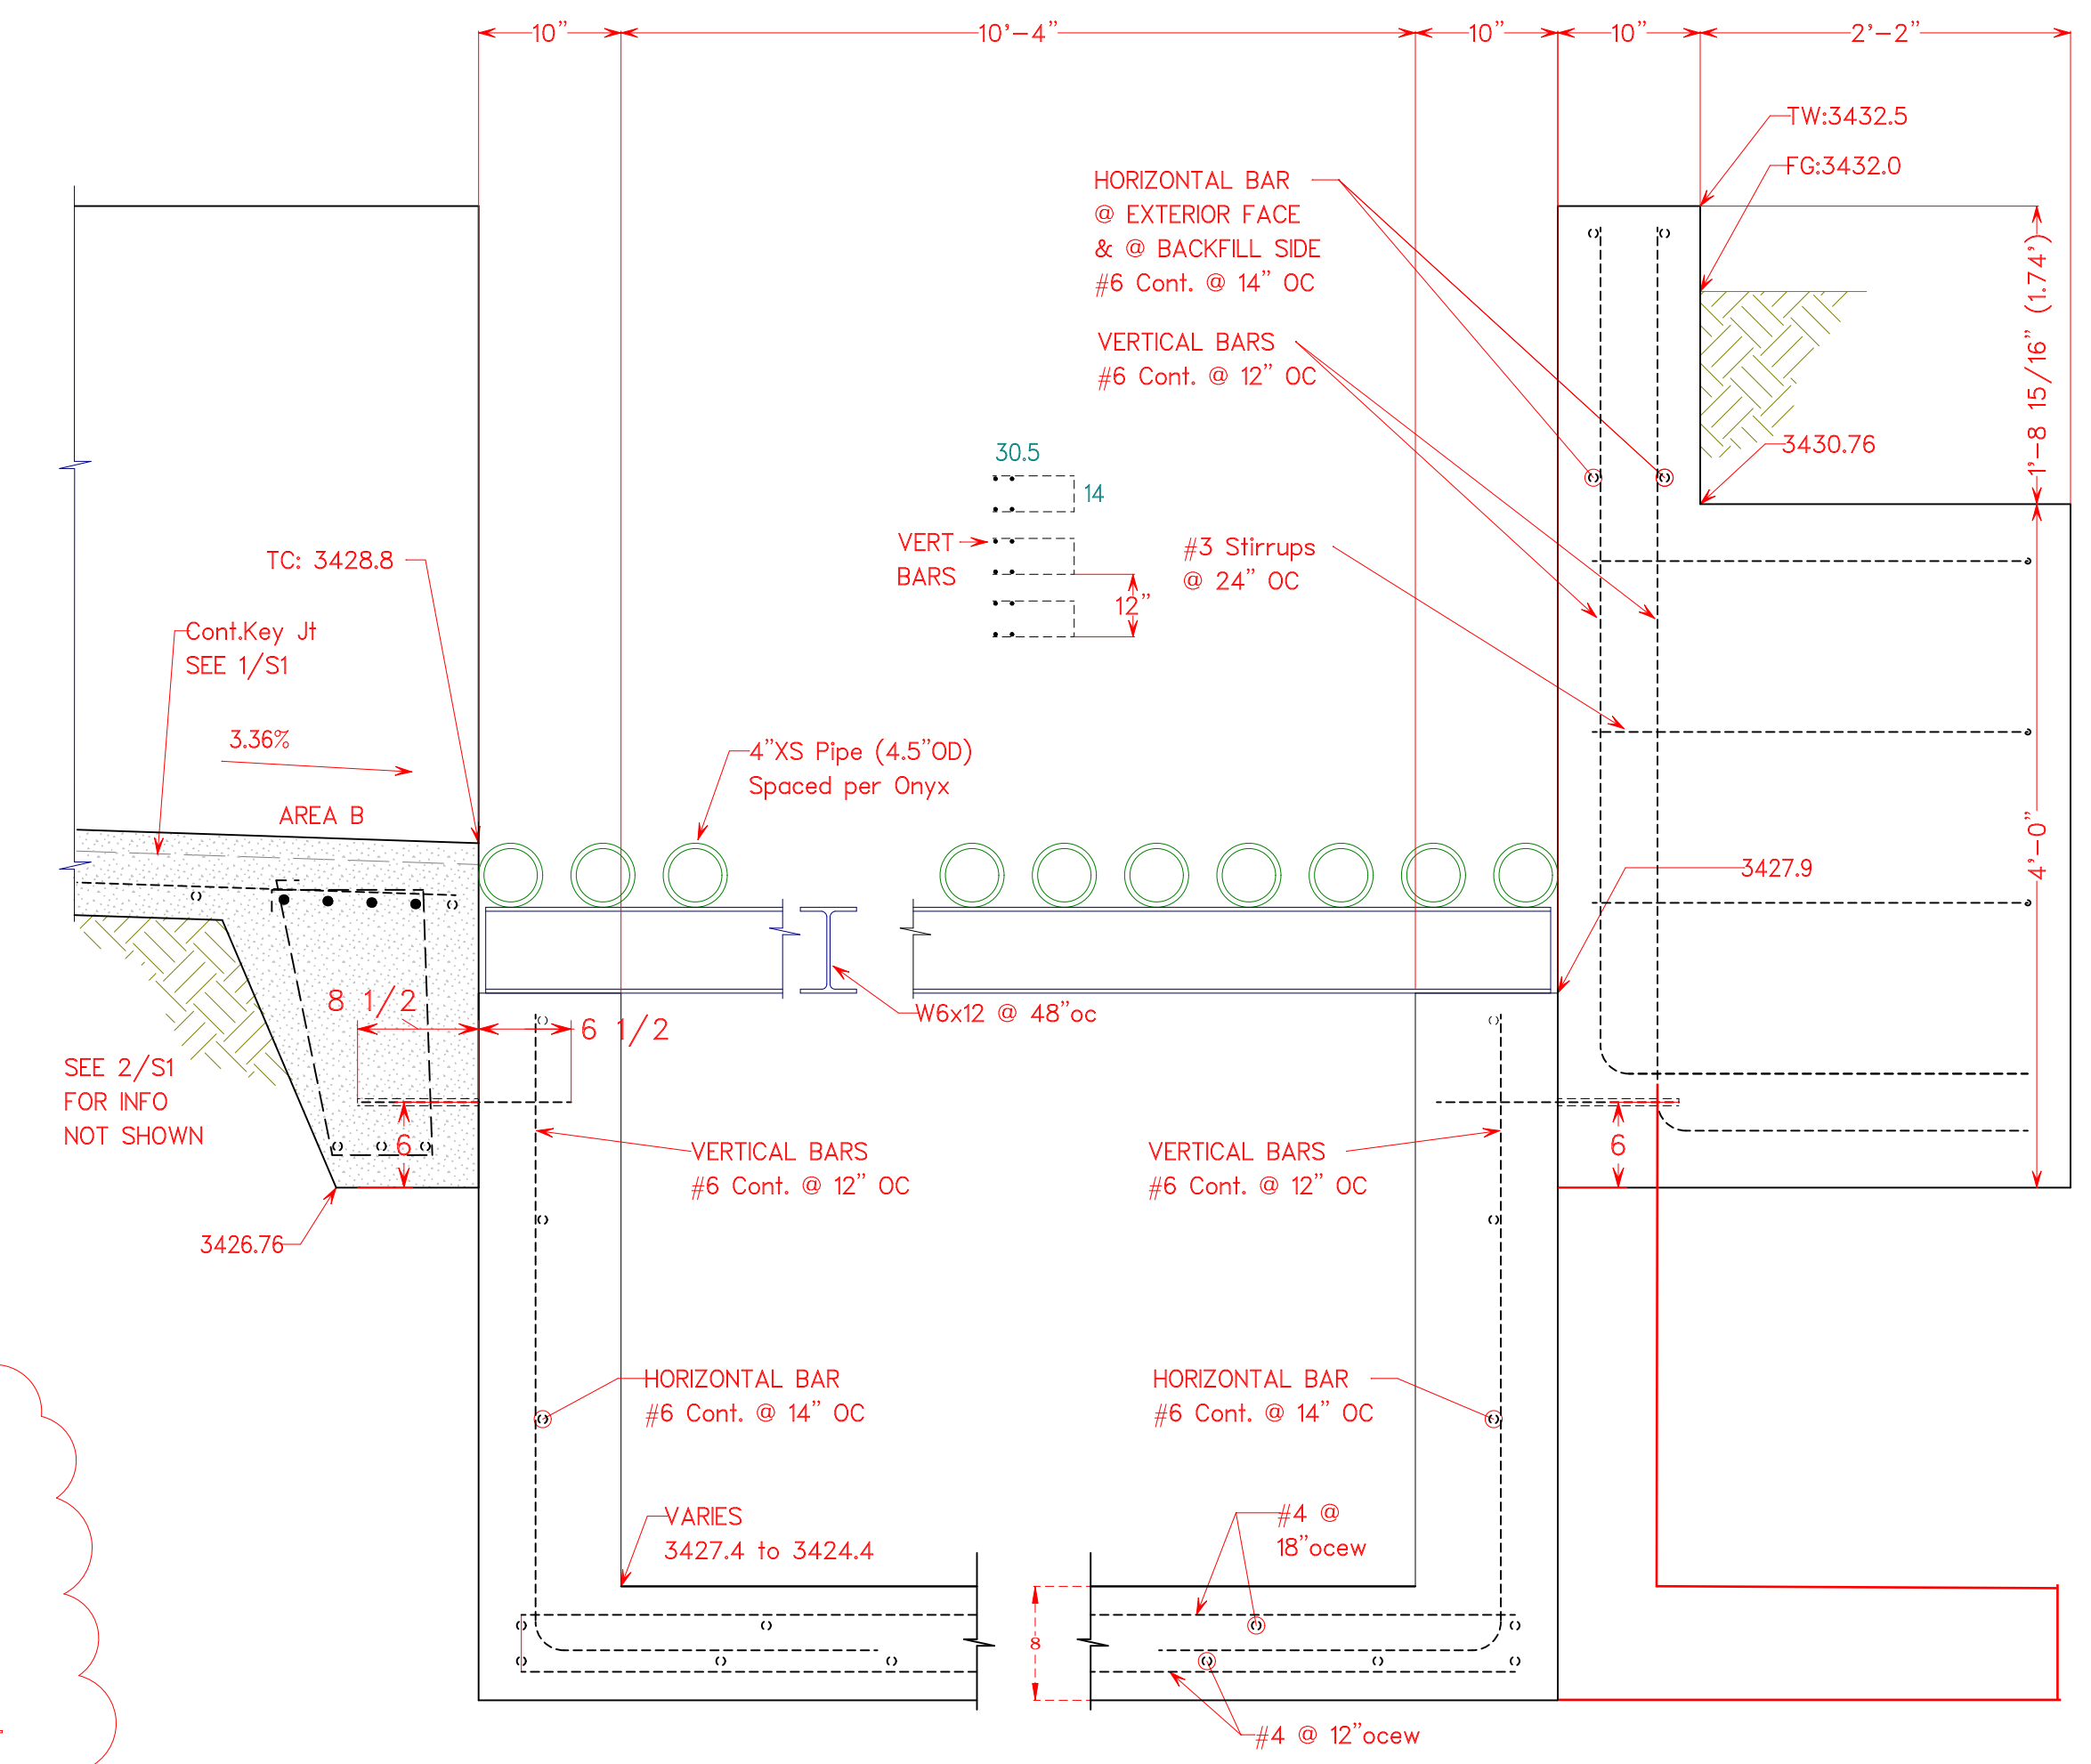 10”
10’–4”
10”
10”
2’–2”
TW:3432.5
FG:3432.0
HORIZONTAL BAR
@ EXTERIOR FACE
& @ BACKFILL SIDE
#6 Cont. @ 14” OC
1’–8 15/16” (1.74’)
VERTICAL BARS
#6 Cont. @ 12” OC
30.5
14
3430.76
VERT
BARS
12”
#3 Stirrups
@ 24” OC
TC: 3428.8
Cont.Key Jt
SEE 1/S1
3.36%
4”XS Pipe (4.5”OD)
Spaced per Onyx
AREA B
4’–0”
3427.9
8 1/2
6 1/2
W6x12 @ 48”oc
SEE 2/S1
FOR INFO
NOT SHOWN
6
VERTICAL BARS
#6 Cont. @ 12” OC
VERTICAL BARS
#6 Cont. @ 12” OC
6
3426.76
HORIZONTAL BAR
#6 Cont. @ 14” OC
HORIZONTAL BAR
#6 Cont. @ 14” OC
VARIES
3427.4 to 3424.4
#4 @
18”ocew
8
#4 @ 12”ocew